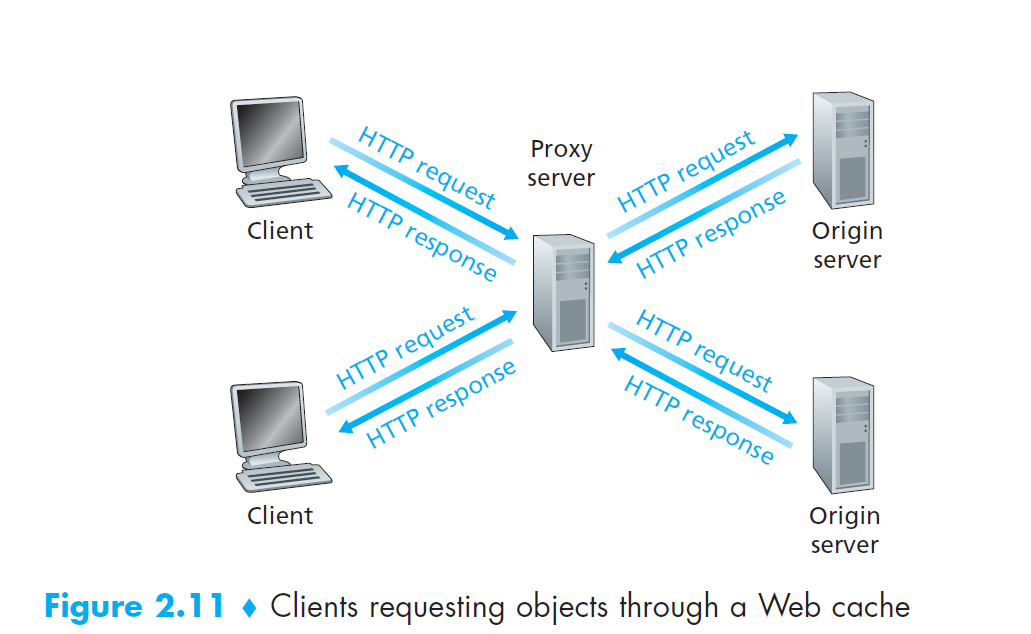 HTTP request
HTTP response
Client
Proxy
server
HTTP request
HTTP response
Origin
server
HTTP request
HTTP response
Client
HTTP request
HTTP response
Origin
server
Figure 2.11 ♦ Clients requesting objects through a Web cache